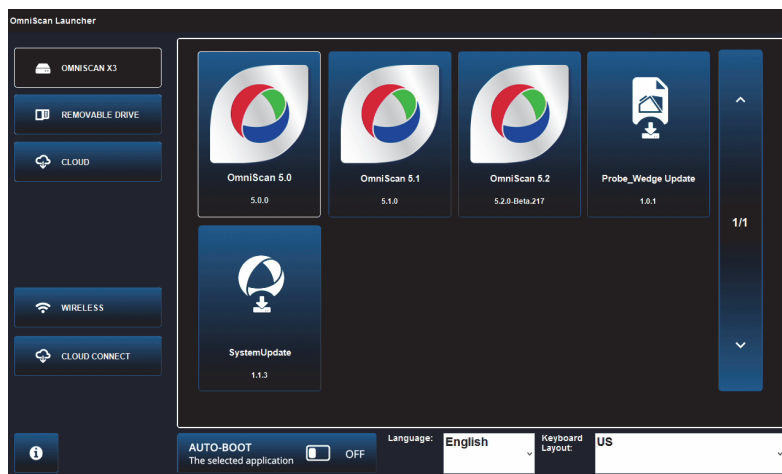 OmniScan Launcher
OMNISCAN X3
REMOVABLE DRIVE
CLOUD
WIRELESS
CLOUD CONNECT
OmniScan 5.0
5.0.0
OmniScan 5.1
5.1.0
OmniScan 5.2
5.2.0-Beta.217
Probe_Wedge Update
1.0.1
SystemUpdate
1.1.3
1/1
AUTO-BOOT
The selected application
OFF
Language:
English
Keyboard
Layout:
US